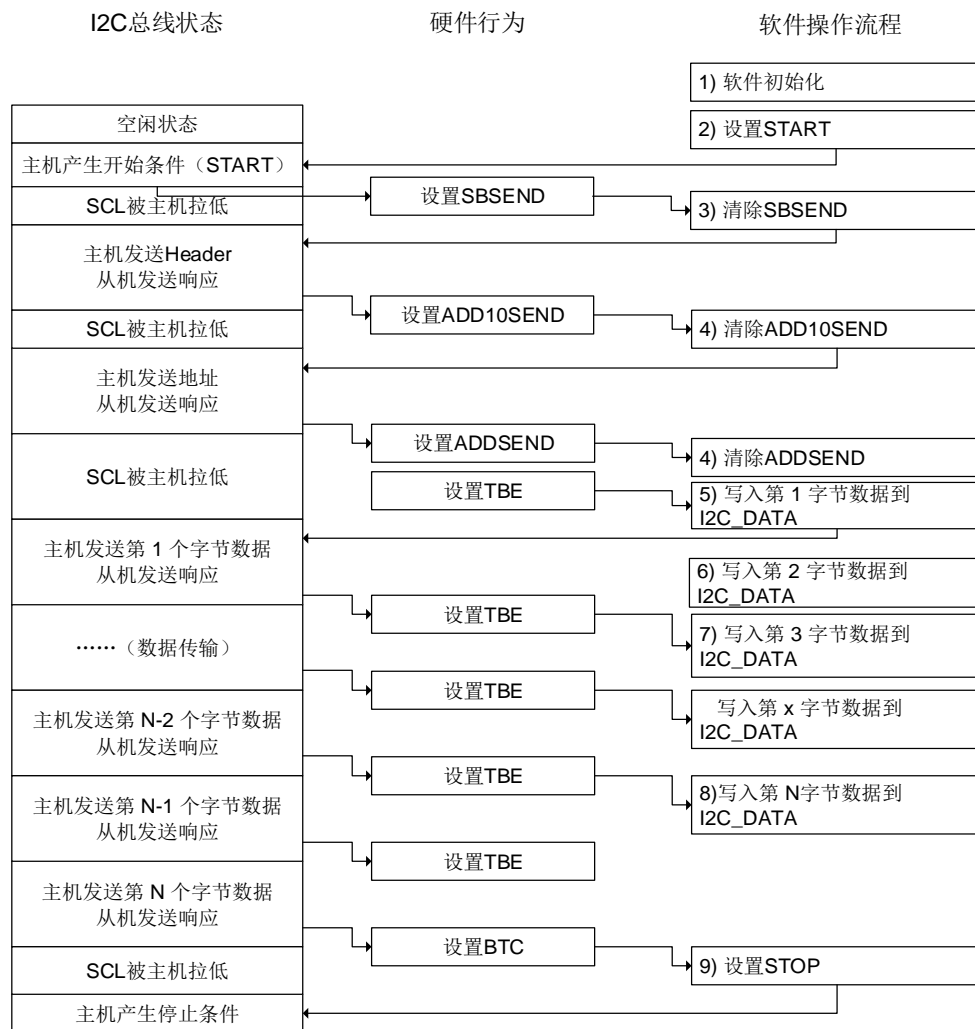 I2C总线状态
硬件行为
软件操作流程
1) 软件初始化
空闲状态
2) 设置START
主机产生开始条件（START）
设置SBSEND
SCL被主机拉低
3) 清除SBSEND
主机发送Header
从机发送响应
设置ADD10SEND
SCL被主机拉低
4) 清除ADD10SEND
主机发送地址
从机发送响应
设置ADDSEND
4) 清除ADDSEND
SCL被主机拉低
设置TBE
5) 写入第 1 字节数据到
I2C_DATA
主机发送第 1 个字节数据
从机发送响应
6) 写入第 2 字节数据到
I2C_DATA
设置TBE
7) 写入第 3 字节数据到
I2C_DATA
……（数据传输）
设置TBE
写入第 x 字节数据到
I2C_DATA
主机发送第 N-2 个字节数据
从机发送响应
设置TBE
8)写入第 N字节数据到
I2C_DATA
主机发送第 N-1 个字节数据
从机发送响应
设置TBE
主机发送第 N 个字节数据
从机发送响应
设置BTC
9) 设置STOP
SCL被主机拉低
主机产生停止条件